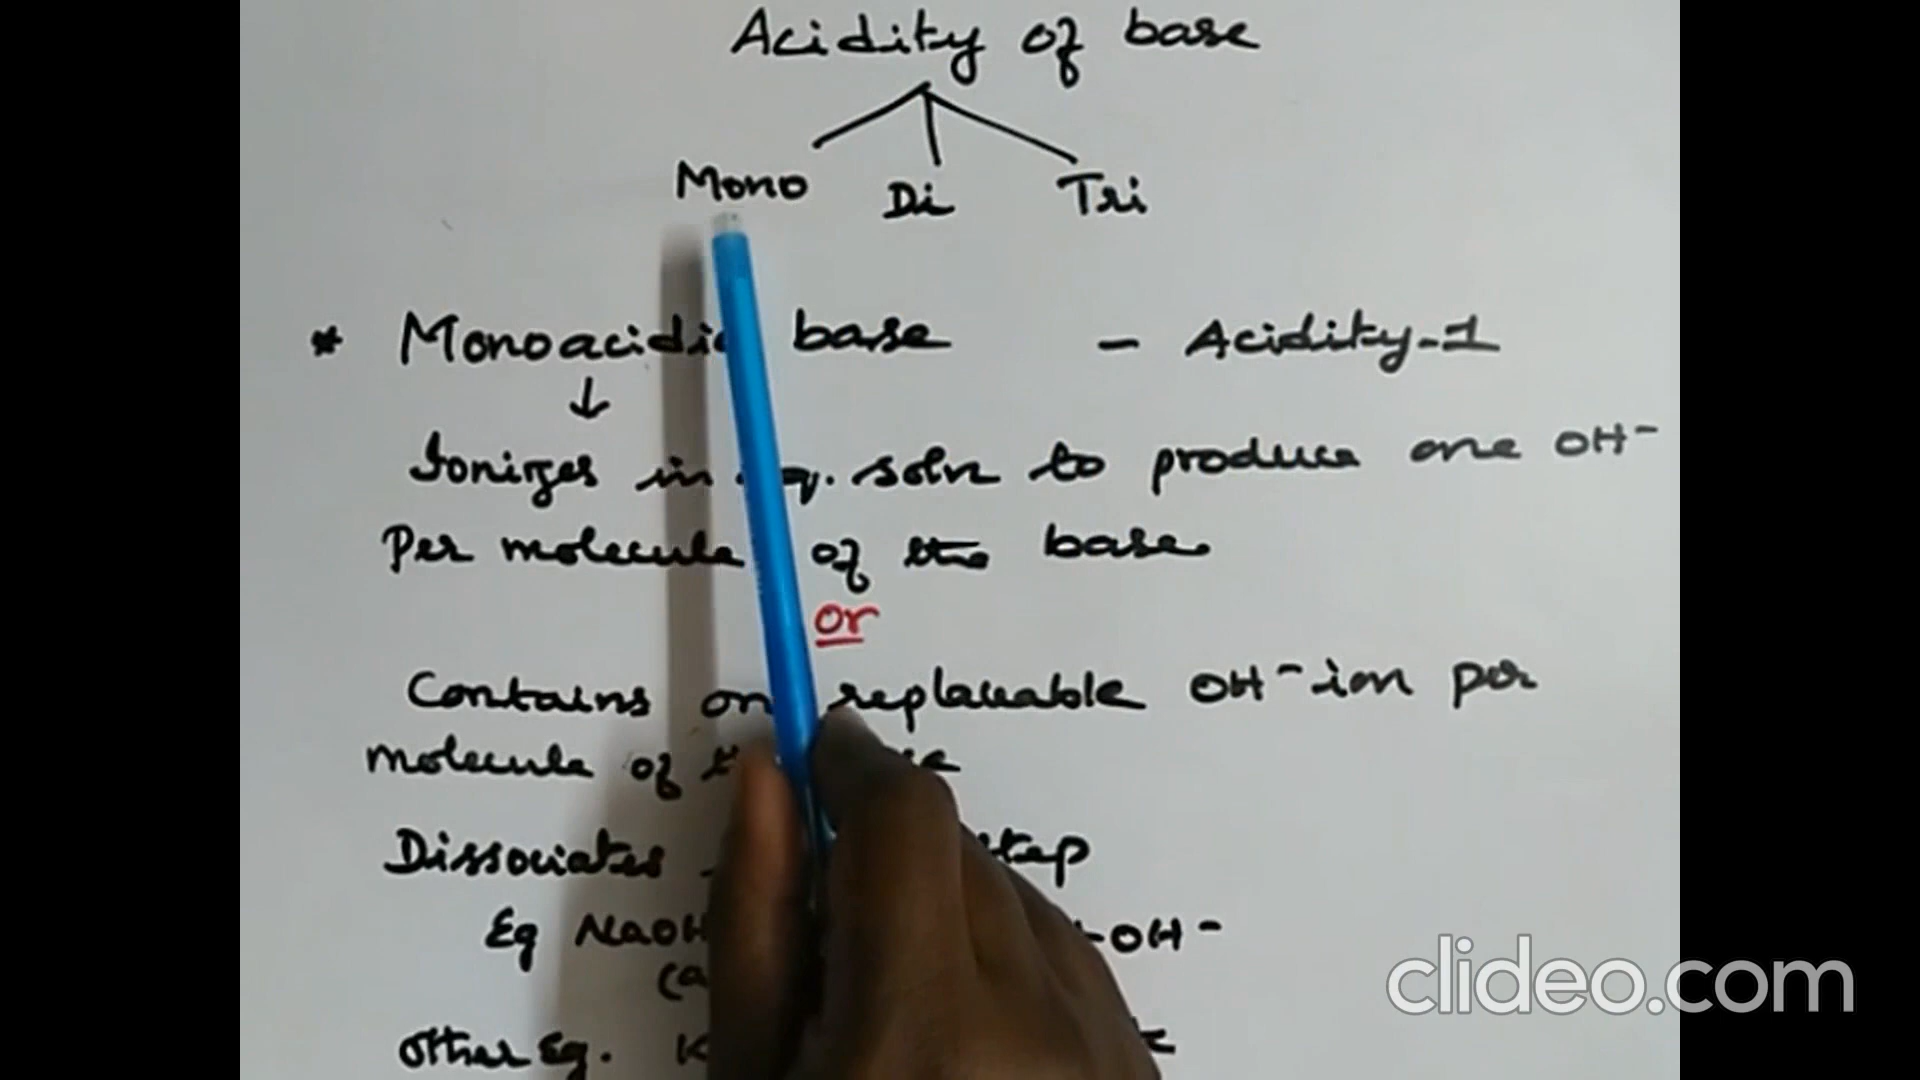 Acidity of base
Mono Di Tri
* Monoacidic base - Acidity-1
↓
Ionizes in aq. soln to produce one OH⁻
Per molecule of the base
or
Contains replaceable OH⁻ ion per
molecule of
Dissociates step
Eg NaOH OH⁻
Other Eg.
clideo.com